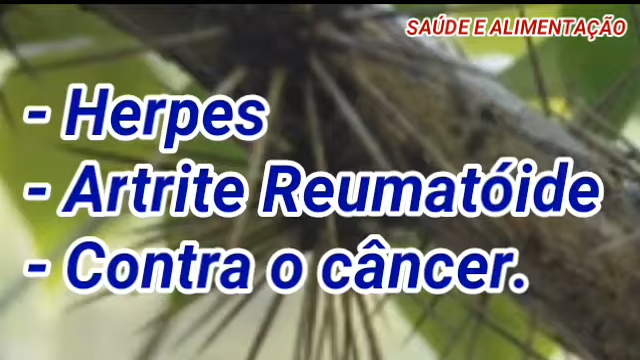 SAÚDE E ALIMENTAÇÃO
- Herpes
- Artrite Reumatóide
- Contra o câncer.